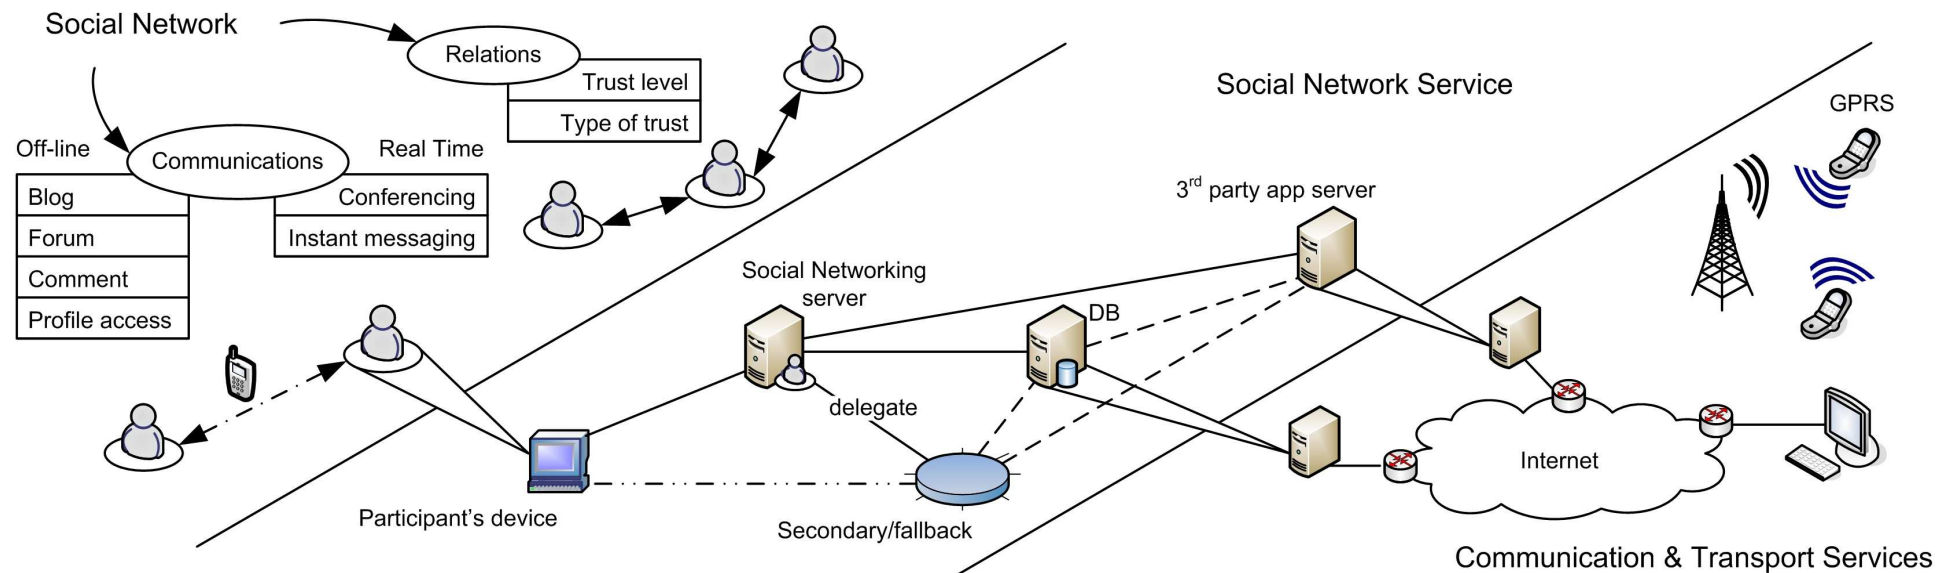 Social Network
Relations
Trust level
Type of trust
Off-line
Communications
Real Time
Blog
Forum
Comment
Profile access
Conferencing
Instant messaging
Social Network Service
GPRS
3rd party app server
Social Networking
server
DB
delegate
Participant's device
Secondary/fallback
Internet
Communication & Transport Services